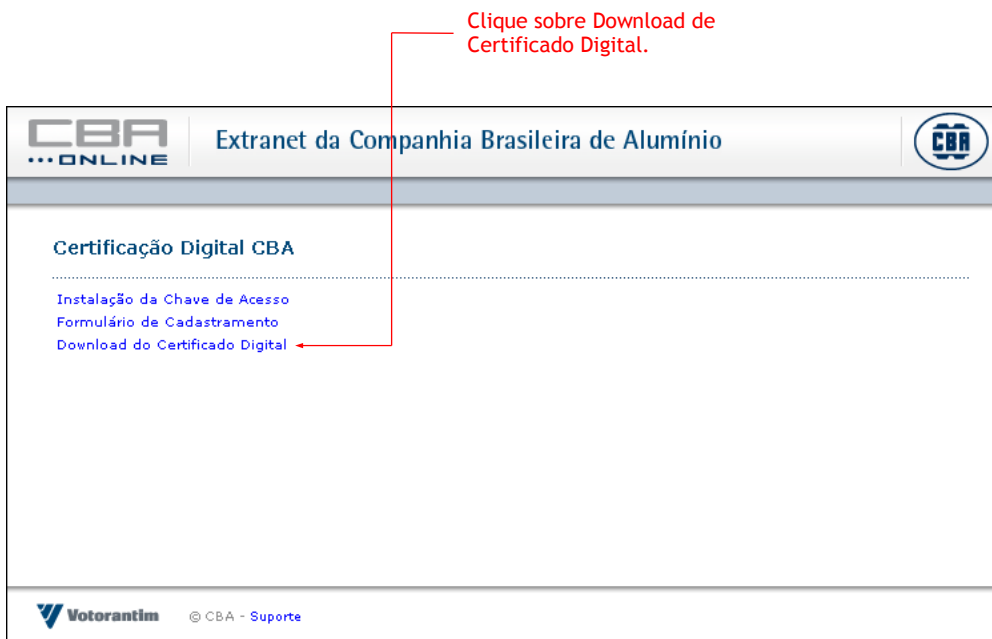 Clique sobre Download de
Certificado Digital.
CBA
...ONLINE
Extranet da Companhia Brasileira de Alumínio
CBA
Certificação Digital CBA
Instalação da Chave de Acesso
Formulário de Cadastramento
Download do Certificado Digital
Votorantim © CBA - Suporte